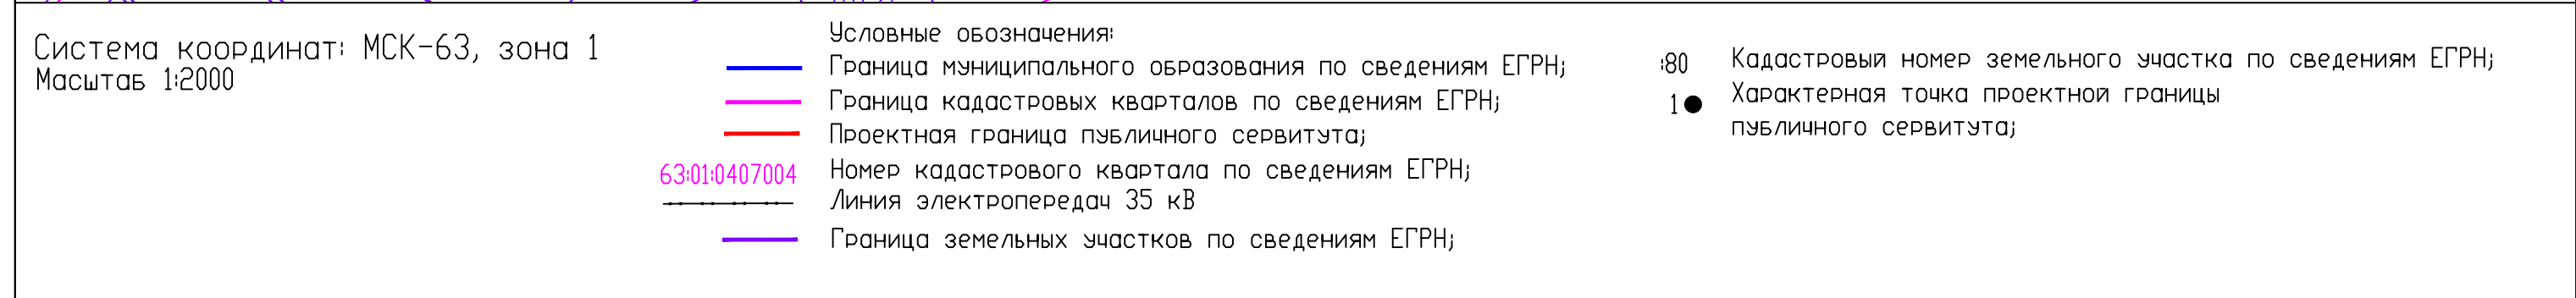 Система координат: МСК-63, зона 1
Масштаб 1:2000
Условные обозначения:
Граница муниципального образования по сведениям ЕГРН;
Граница кадастровых кварталов по сведениям ЕГРН;
Проектная граница публичного сервитута;
63:01:0407004 Номер кадастрового квартала по сведениям ЕГРН;
Линия электропередач 35 кВ
Граница земельных участков по сведениям ЕГРН;
:80 Кадастровый номер земельного участка по сведениям ЕГРН;
1 Характерная точка проектной границы
публичного сервитута;